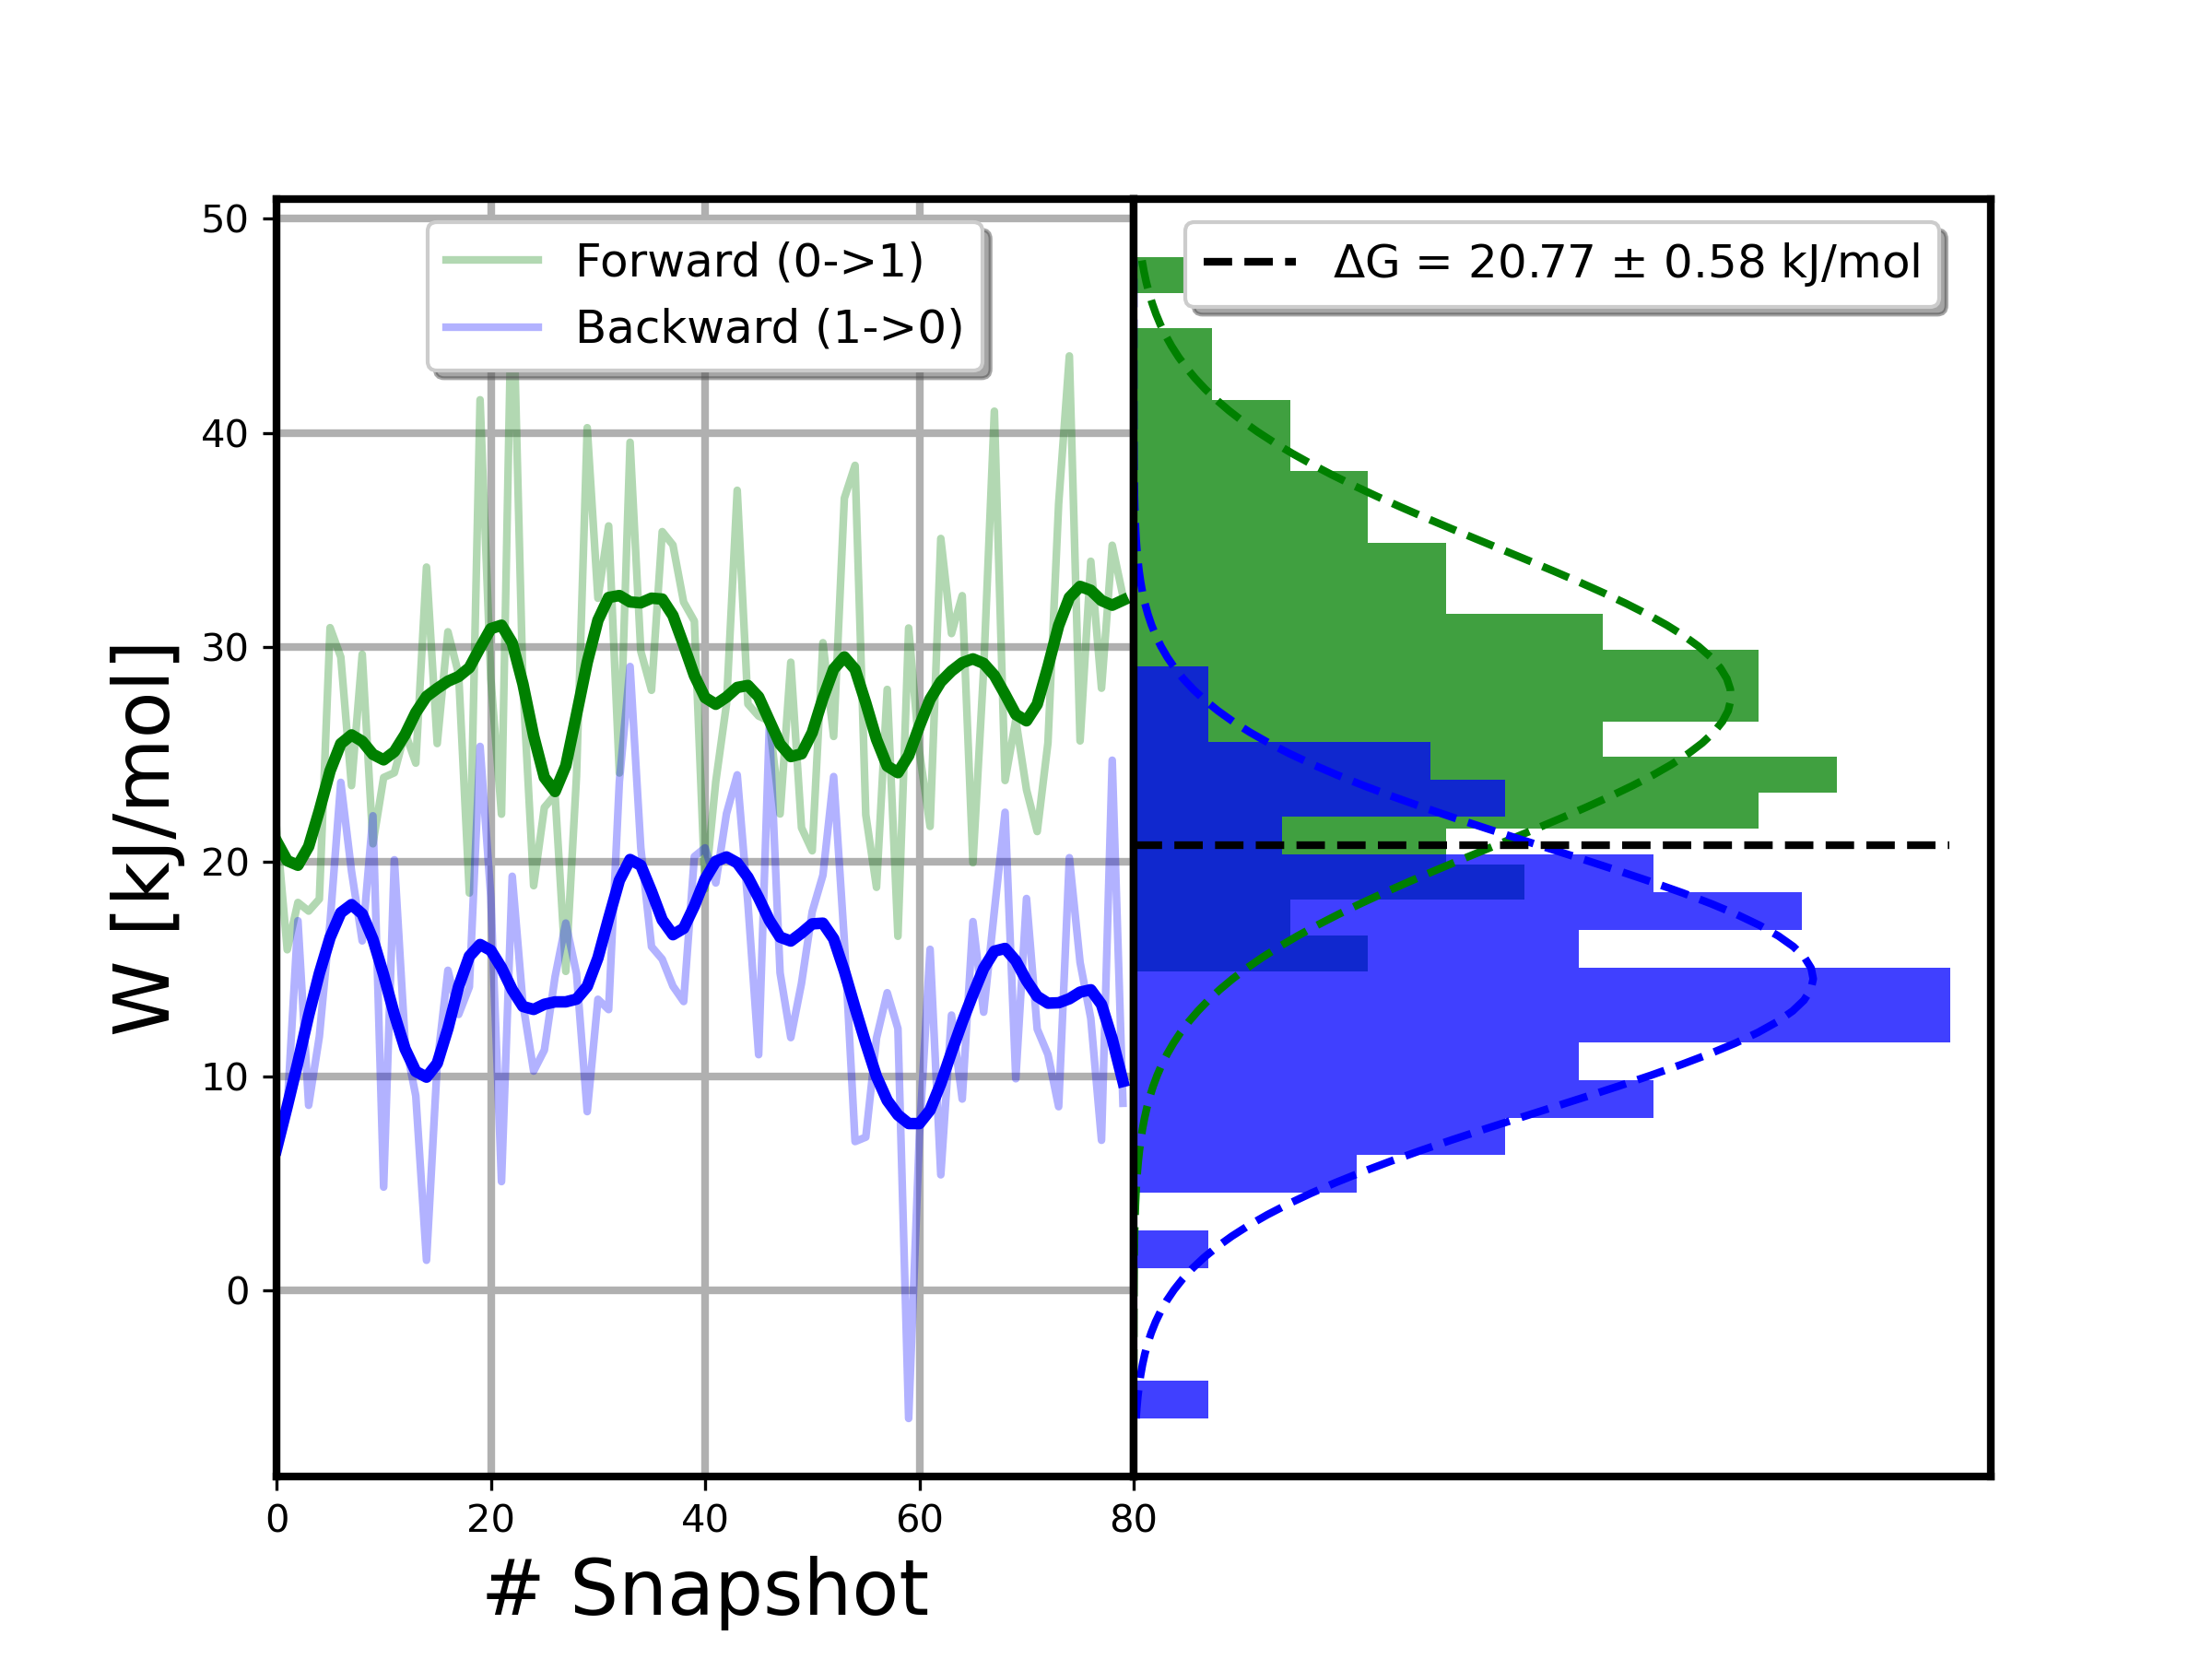 50
40
30
20
10
0
W [kJ/mol]
Forward (0->1)
Backward (1->0)
ΔG = 20.77 ± 0.58 kJ/mol
0 20 40 60 80
# Snapshot